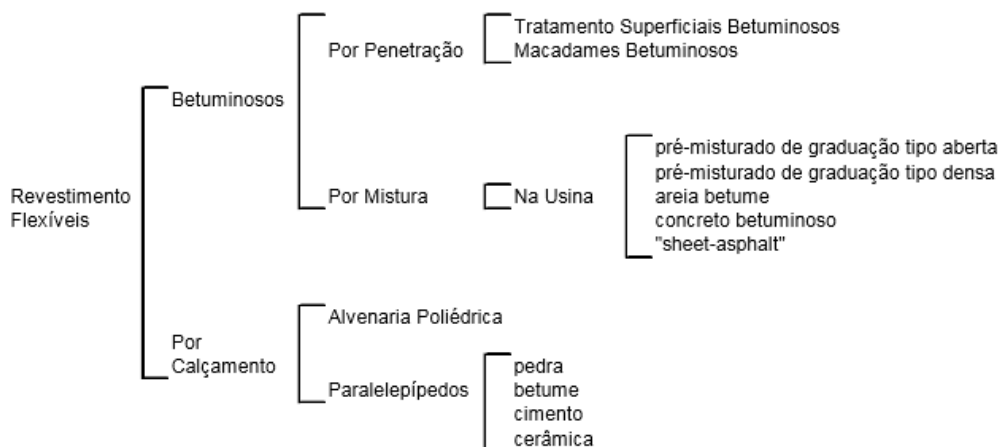 Revestimento
Flexíveis
Betuminosos
Por Penetração
Tratamento Superficiais Betuminosos
Macadames Betuminosos
Por Mistura
Na Usina
pré-misturado de graduação tipo aberta
pré-misturado de graduação tipo densa
areia betume
concreto betuminoso
"sheet-asphalt"
Por
Calçamento
Alvenaria Poliédrica
Paralelepípedos
pedra
betume
cimento
cerâmica